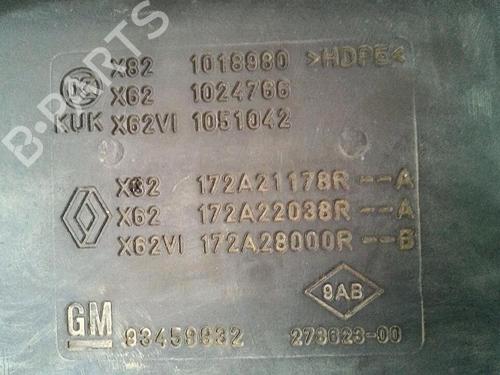 X82 1018980 >HDPE<
X62 1024766
KUK X62VI 1051042
X62 172A21178R--A
X62 172A22038R--A
X62VI 172A28000R--B
9AB
GM 93459932 273623-00
B-PARTS